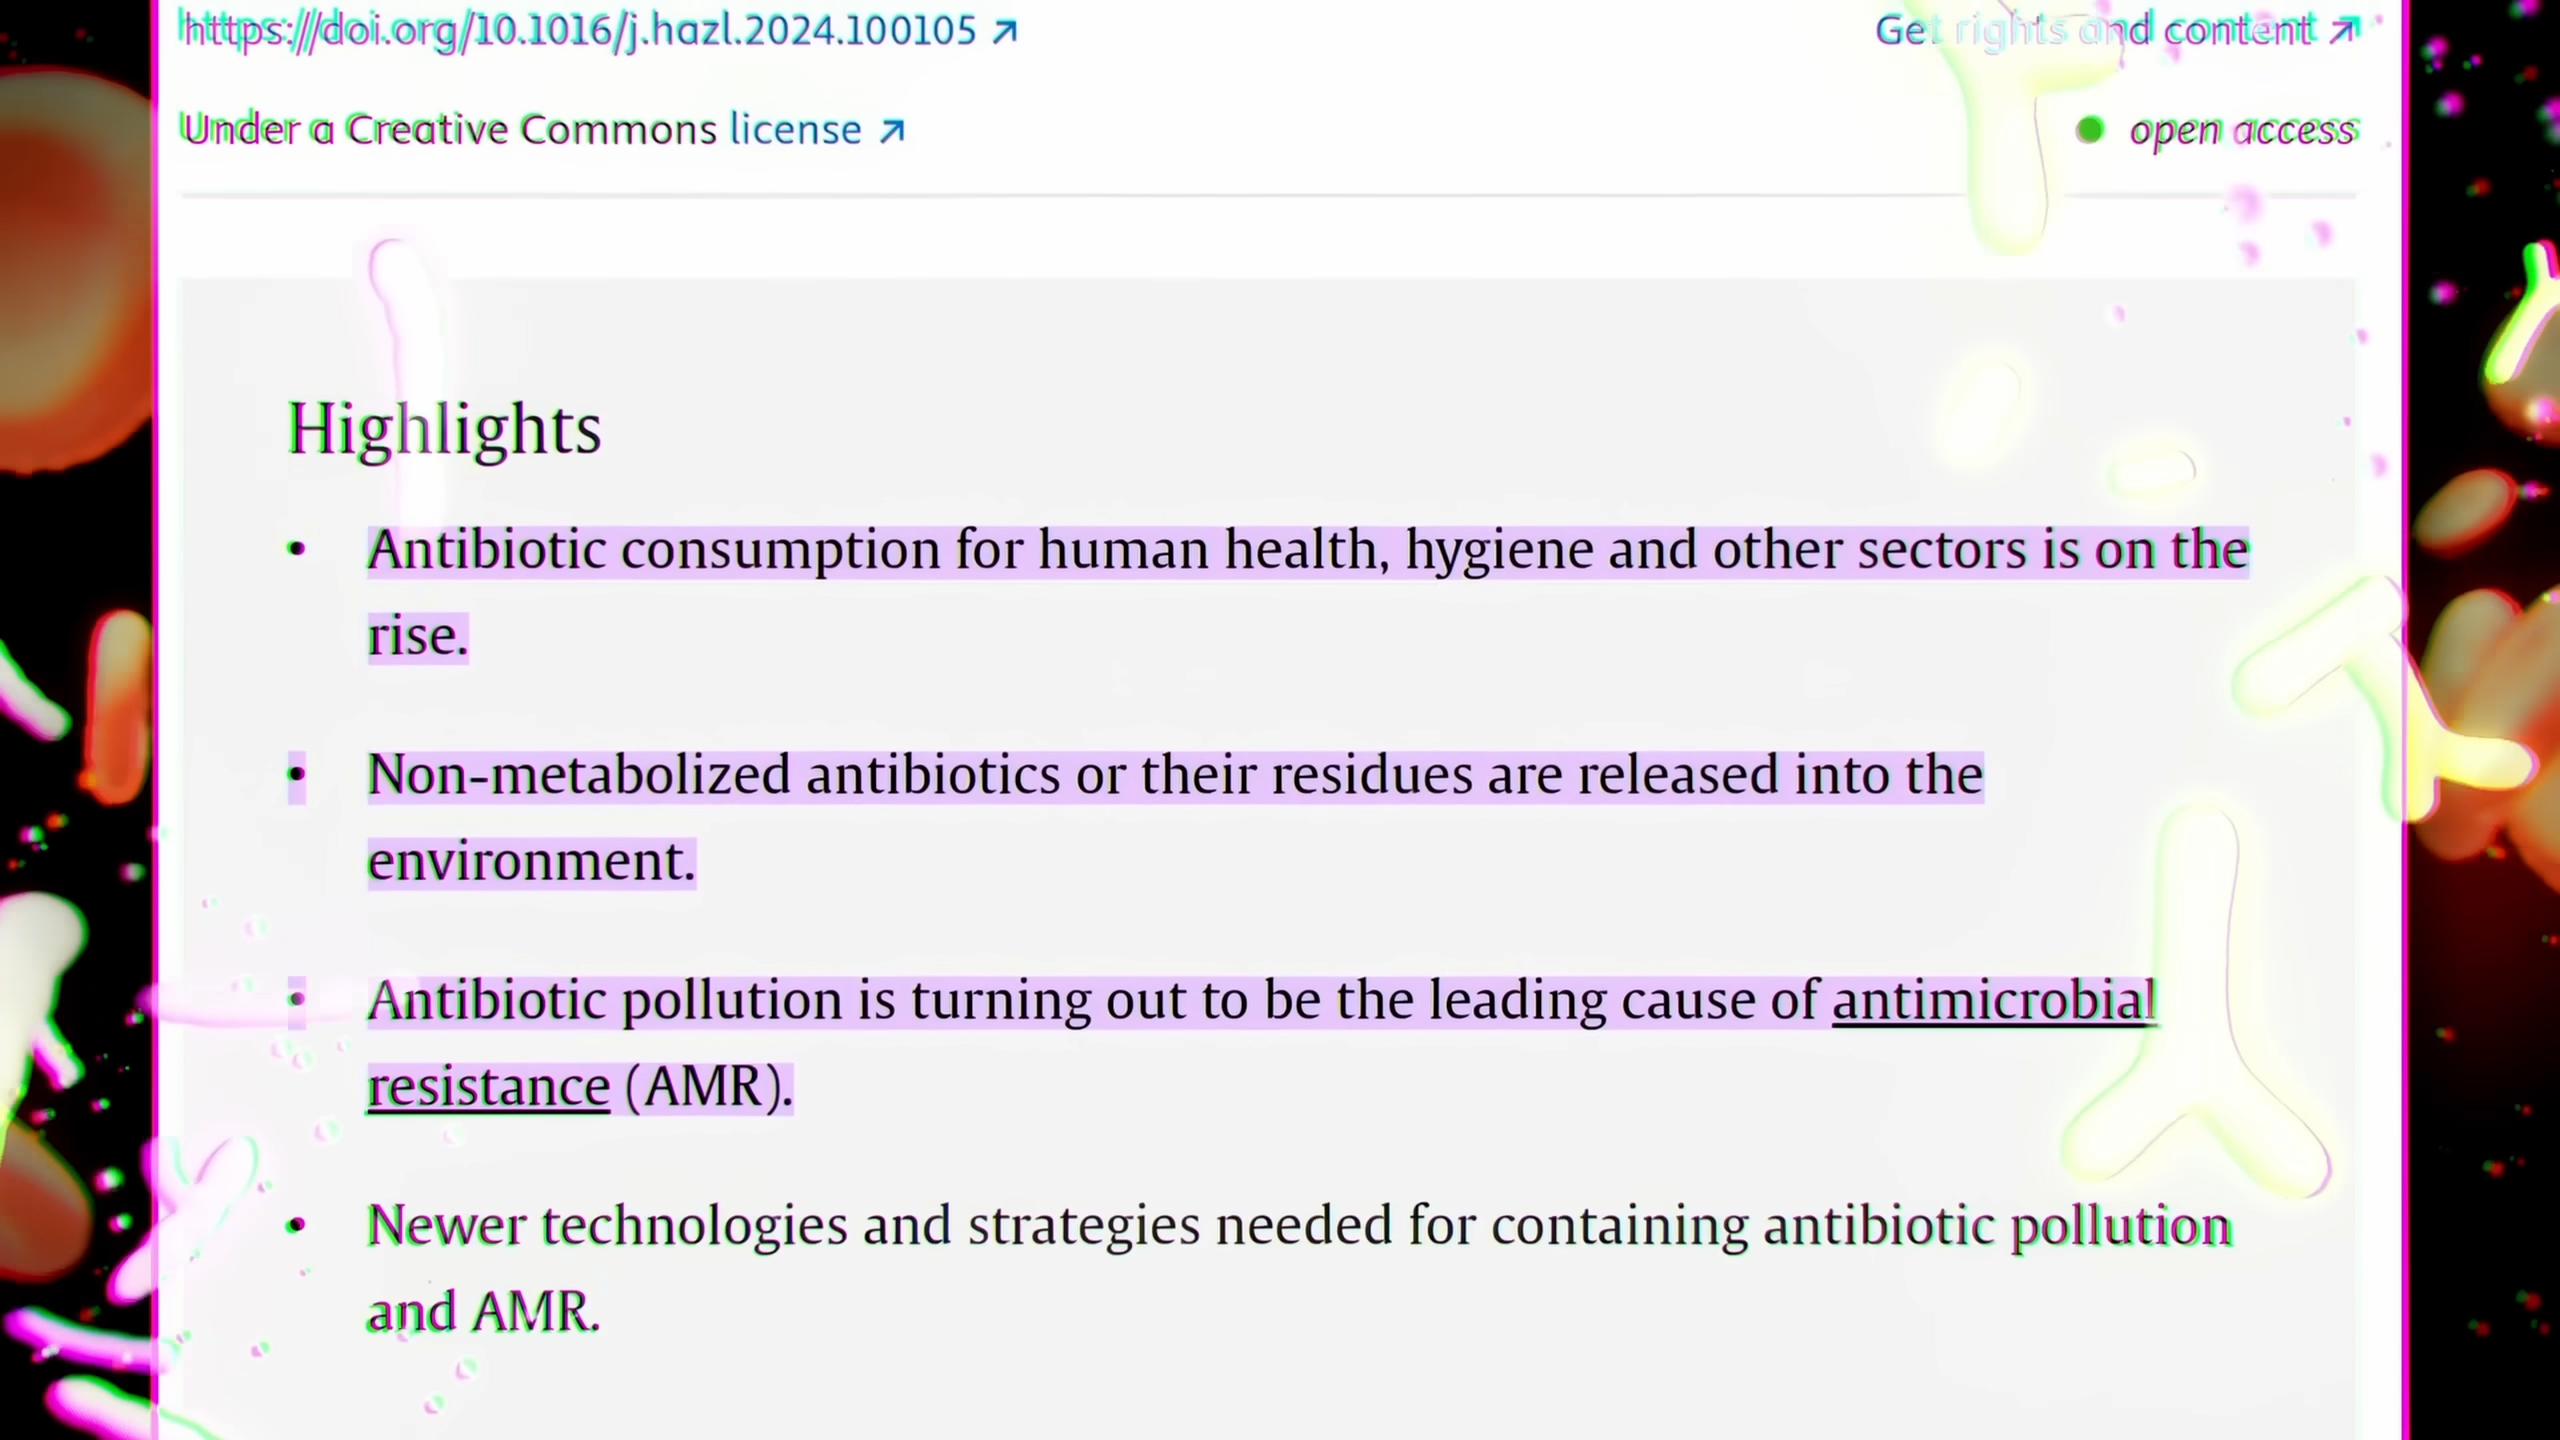 https://doi.org/10.1016/j.hazl.2024.100105 ↗
Get rights and content ↗
Under a Creative Commons license ↗
● open access
Highlights
• Antibiotic consumption for human health, hygiene and other sectors is on the
rise.
• Non-metabolized antibiotics or their residues are released into the
environment.
• Antibiotic pollution is turning out to be the leading cause of antimicrobial
resistance (AMR).
• Newer technologies and strategies needed for containing antibiotic pollution
and AMR.